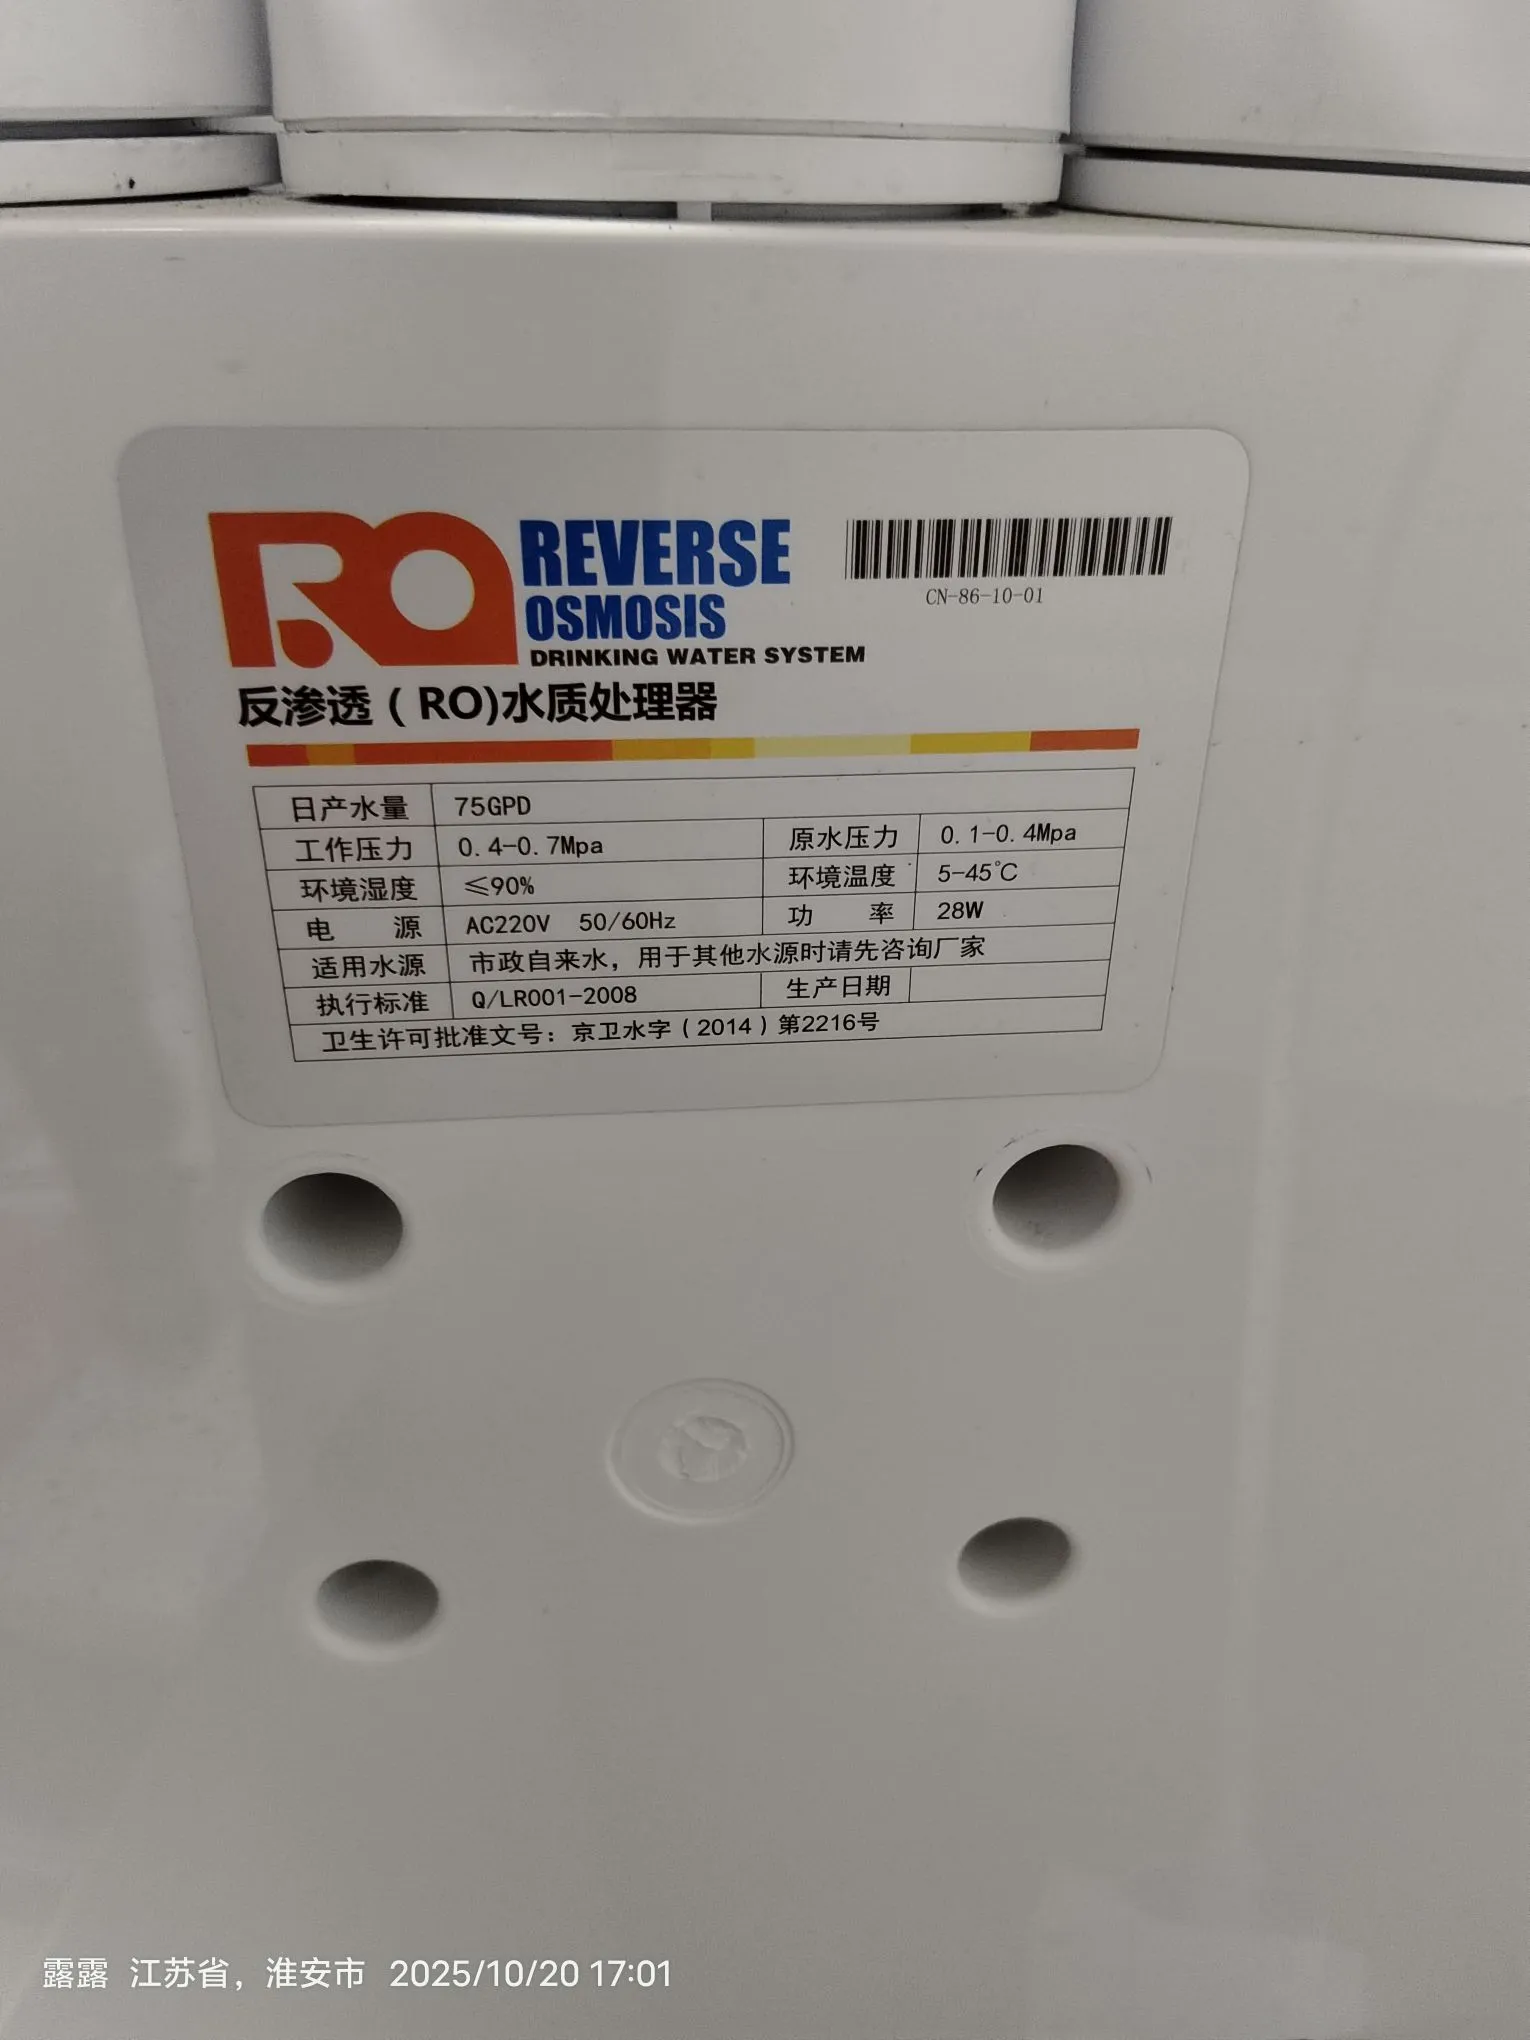 RO REVERSE
OSMOSIS
DRINKING WATER SYSTEM
CN-86-10-01
反渗透（RO)水质处理器
日产水量 75GPD
工作压力 0.4-0.7Mpa 原水压力 0.1-0.4Mpa
环境湿度 ≤90% 环境温度 5-45℃
电 源 AC220V 50/60Hz 功 率 28W
适用水源 市政自来水，用于其他水源时请先咨询厂家
执行标准 Q/LR001-2008 生产日期
卫生许可批准文号：京卫水字（2014）第2216号
露露 江苏省，淮安市 2025/10/20 17:01